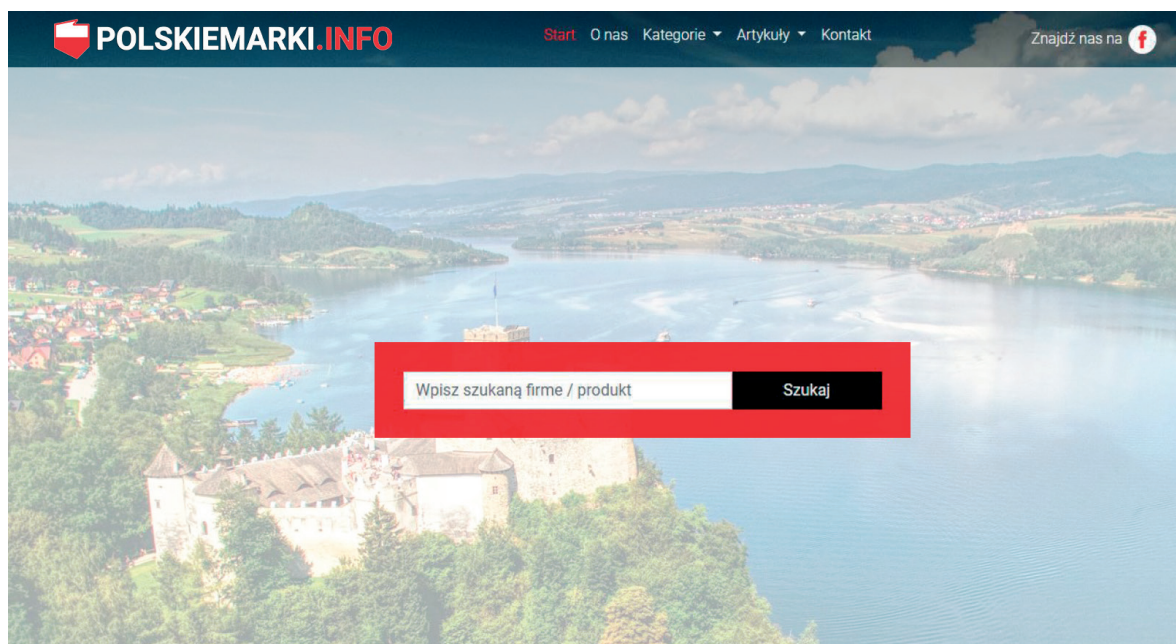 POLSKIEMARKI.INFO
Start O nas Kategorie Artykuły Kontakt
Znajdź nas na f
Wpisz szukaną firme / produkt
Szukaj